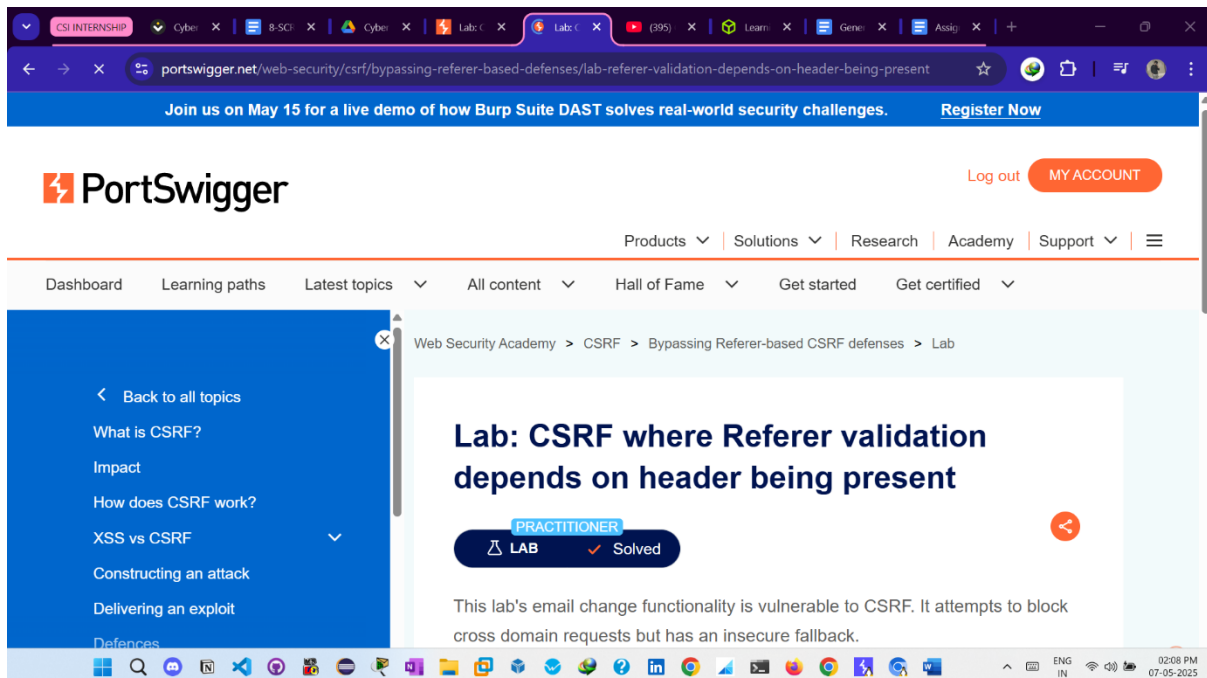 CSI INTERNSHIP Cyber 8-SCR Cyber Lab: C Lab: C (395) Learn Gener Assig
portswigger.net/web-security/csrf/bypassing-referer-based-defenses/lab-referer-validation-depends-on-header-being-present
Join us on May 15 for a live demo of how Burp Suite DAST solves real-world security challenges. Register Now
PortSwigger
Log out MY ACCOUNT
Products Solutions Research Academy Support
Dashboard Learning paths Latest topics All content Hall of Fame Get started Get certified
Web Security Academy > CSRF > Bypassing Referer-based CSRF defenses > Lab
Back to all topics
What is CSRF?
Impact
How does CSRF work?
XSS vs CSRF
Constructing an attack
Delivering an exploit
Defences
Lab: CSRF where Referer validation
depends on header being present
PRACTITIONER
LAB Solved
This lab's email change functionality is vulnerable to CSRF. It attempts to block
cross domain requests but has an insecure fallback.
ENG
IN
02:08 PM
07-05-2025